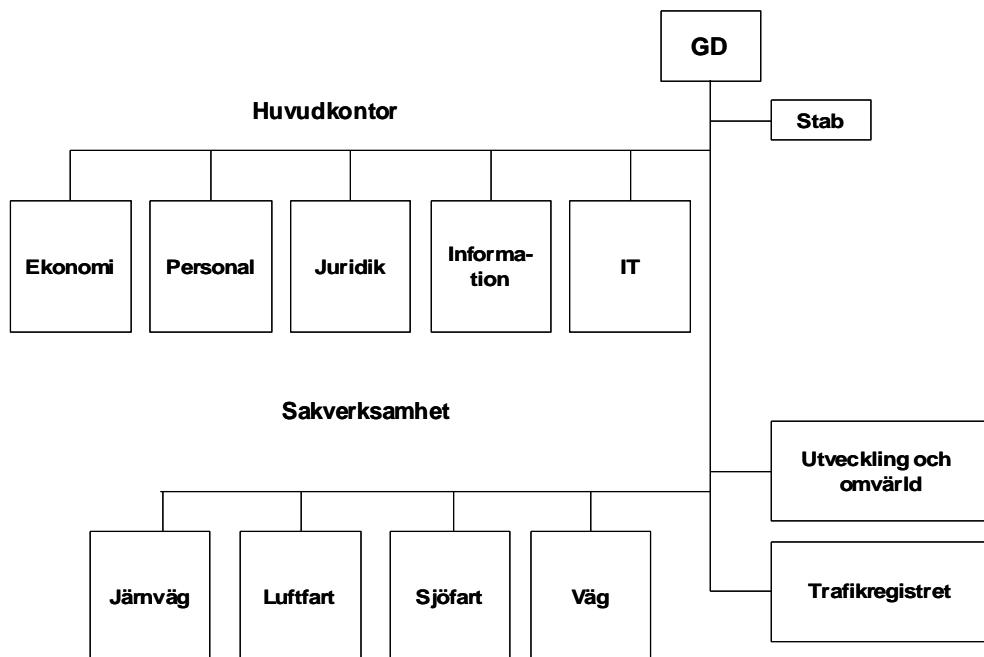 GD
Huvudkontor
Stab
Ekonomi
Personal
Juridik
Informa-
tion
IT
Sakverksamhet
Utveckling och
omvärld
Järnväg
Luftfart
Sjöfart
Väg
Trafikregistret